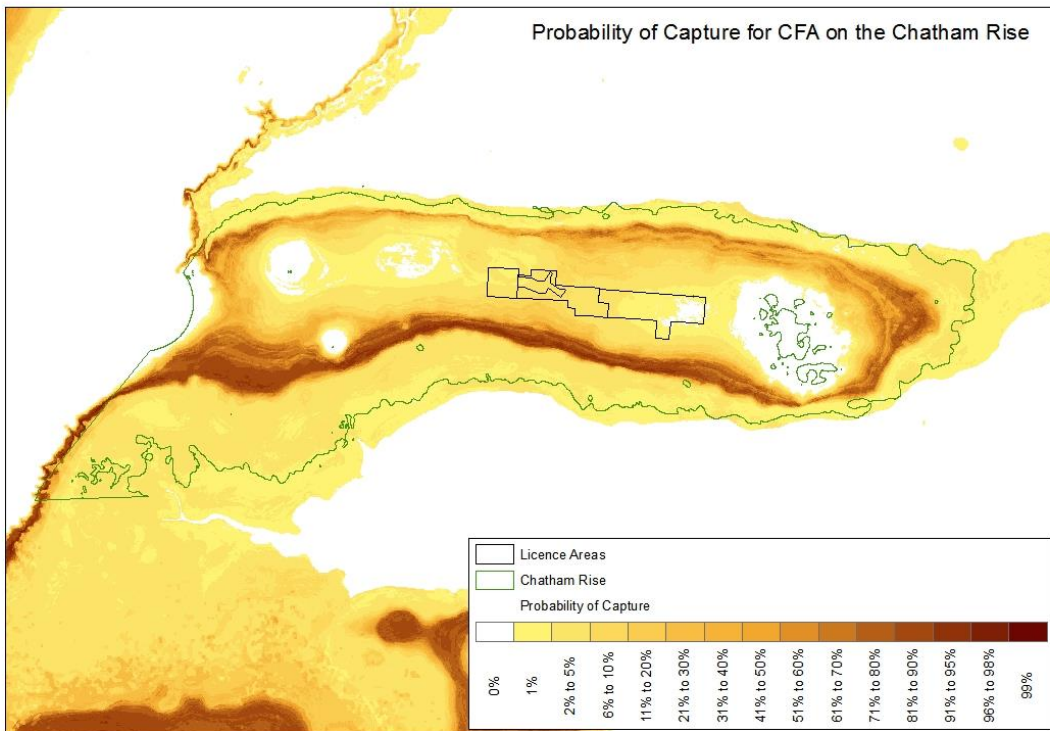 Probability of Capture for CFA on the Chatham Rise
Licence Areas
Chatham Rise
Probability of Capture
0%
1%
2% to 5%
6% to 10%
11% to 20%
21% to 30%
31% to 40%
41% to 50%
51% to 60%
61% to 70%
71% to 80%
81% to 90%
91% to 95%
96% to 98%
99%